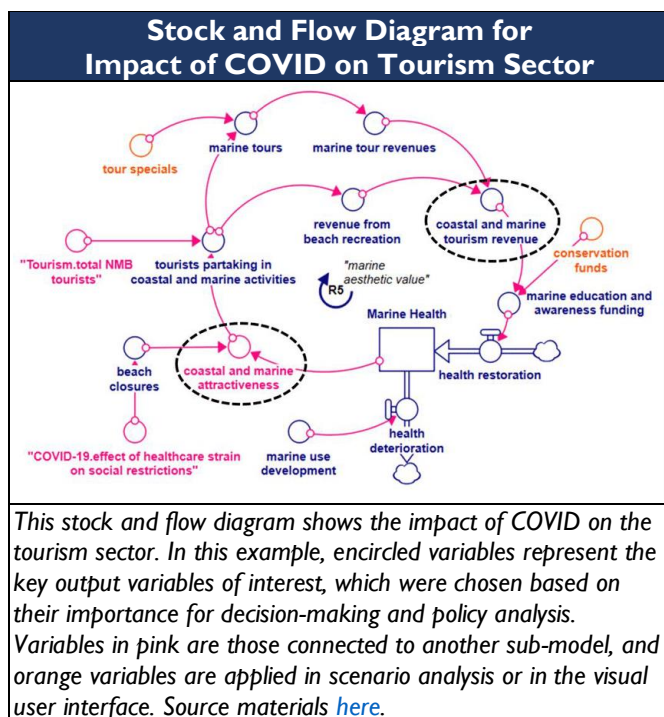 Stock and Flow Diagram for
Impact of COVID on Tourism Sector
marine tours
marine tour revenues
tour specials
revenue from
beach recreation
coastal and marine
tourism revenue
"Tourism.total NMB
tourists"
tourists partaking in
coastal and marine activities
"marine
aesthetic value"
R5
conservation
funds
marine education and
awareness funding
Marine Health
beach
closures
coastal and marine
attractiveness
health restoration
"COVID-19.effect of healthcare strain
on social restrictions"
marine use
development
health
deterioration
This stock and flow diagram shows the impact of COVID on the
tourism sector. In this example, encircled variables represent the
key output variables of interest, which were chosen based on
their importance for decision-making and policy analysis.
Variables in pink are those connected to another sub-model, and
orange variables are applied in scenario analysis or in the visual
user interface. Source materials here.